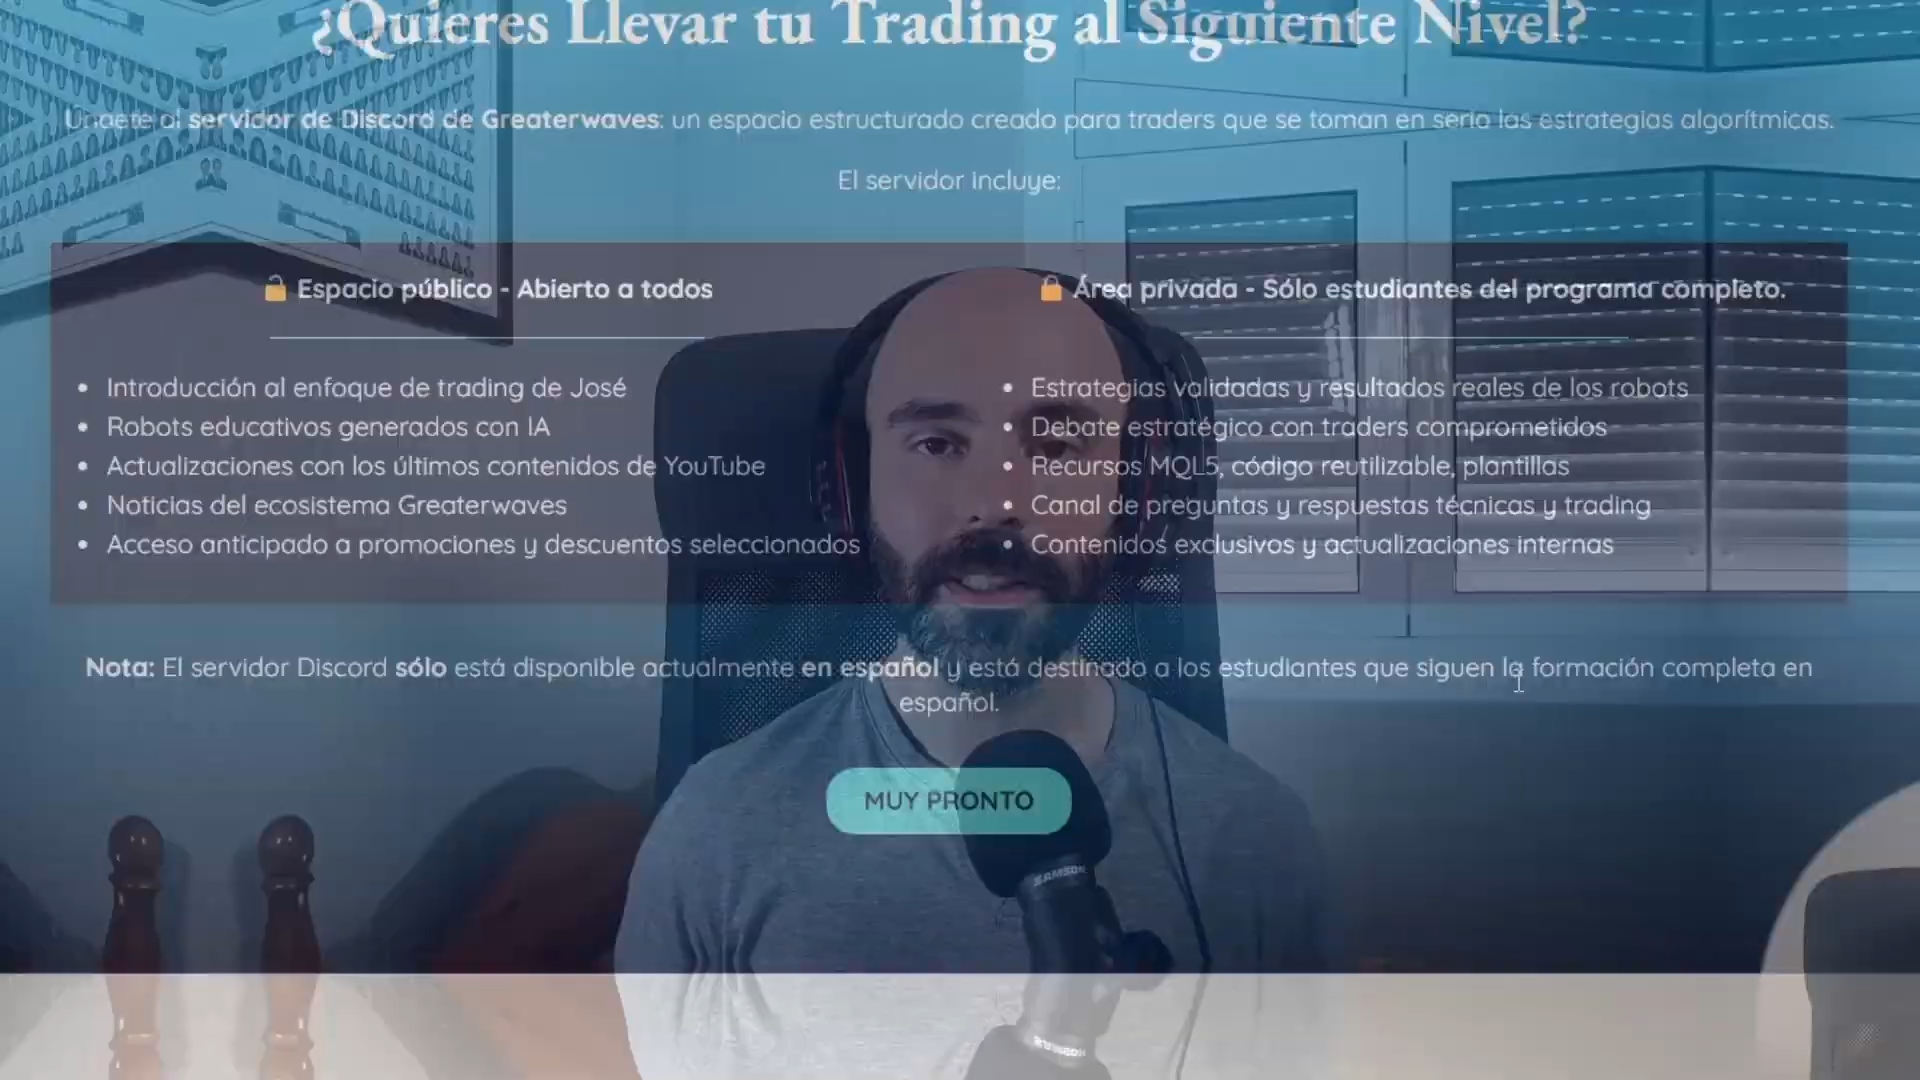 ¿Quieres Llevar tu Trading al Siguiente Nivel?
Únaete al servidor de Discord de Greaterwaves: un espacio estructurado creado para traders que se toman en serio las estrategias algorítmicas.
El servidor incluye:
Espacio público - Abierto a todos
• Introducción al enfoque de trading de José
• Robots educativos generados con IA
• Actualizaciones con los últimos contenidos de YouTube
• Noticias del ecosistema Greaterwaves
• Acceso anticipado a promociones y descuentos seleccionados
Área privada - Sólo estudiantes del programa completo.
• Estrategias validadas y resultados reales de los robots
• Debate estratégico con traders comprometidos
• Recursos MQL5, código reutilizable, plantillas
• Canal de preguntas y respuestas técnicas y trading
• Contenidos exclusivos y actualizaciones internas
Nota: El servidor Discord sólo está disponible actualmente en español y está destinado a los estudiantes que siguen la formación completa en
español.
MUY PRONTO
SAMSON
SAMSON